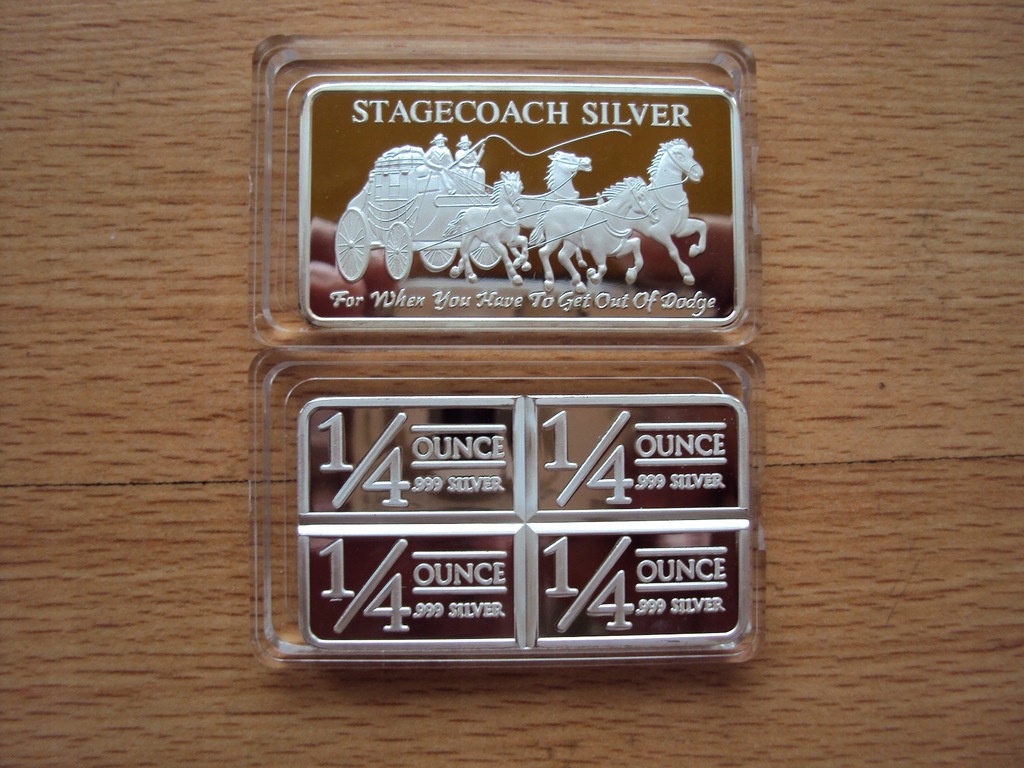 STAGECOACH SILVER
For When You Have To Get Out Of Dodge
1/4 OUNCE
.999 SILVER
1/4 OUNCE
.999 SILVER
1/4 OUNCE
.999 SILVER
1/4 OUNCE
.999 SILVER